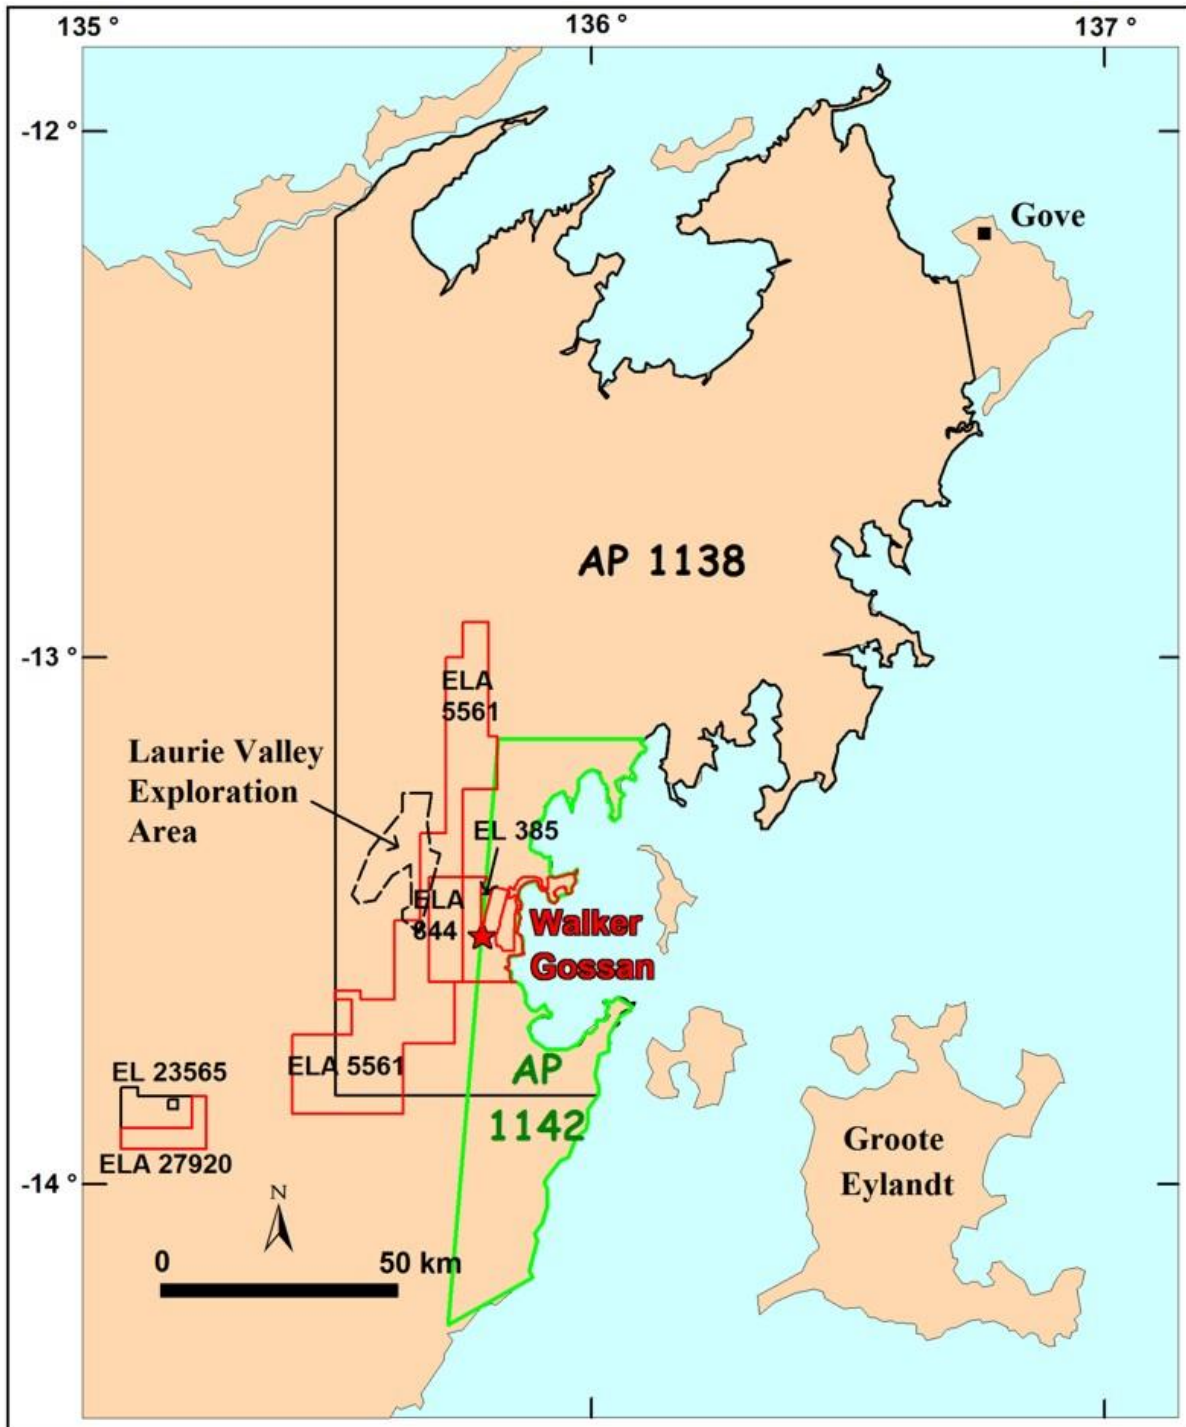 135 °
136 °
137 °
-12 °
Gove
AP 1138
-13 °
ELA
5561
Laurie Valley
Exploration
Area
EL 385
ELA
844
Walker
Gossan
ELA 5561
AP
1142
EL 23565
ELA 27920
Groote
Eylandt
-14 °
N
0
50 km